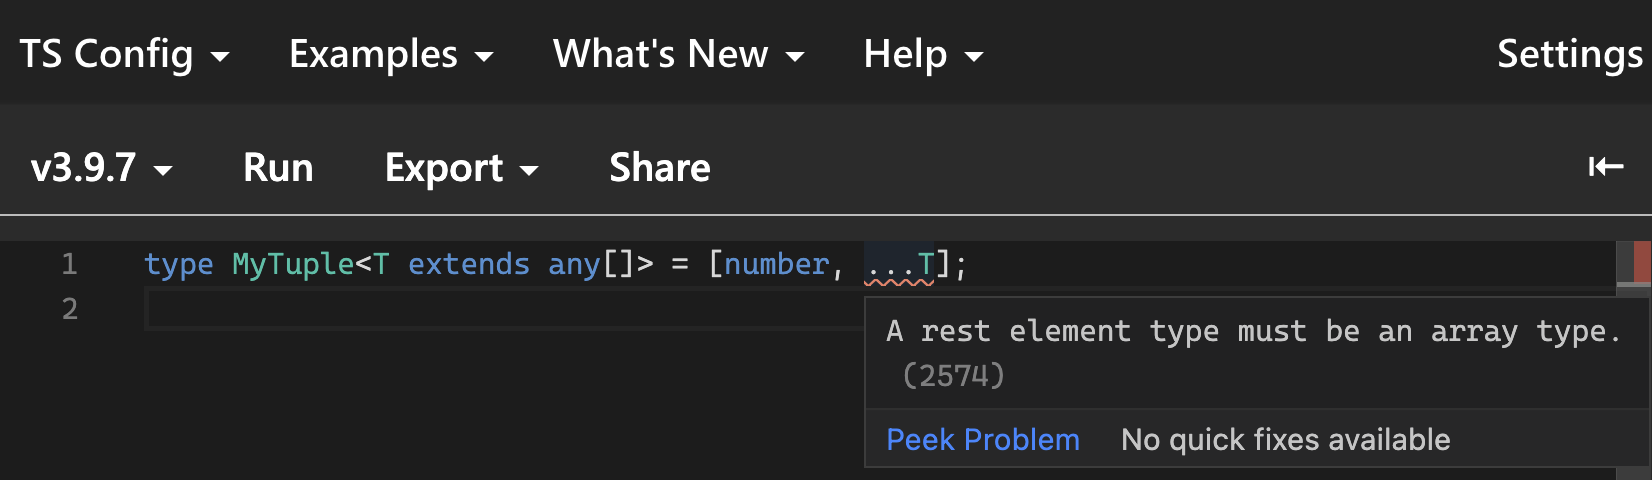 TS Config Examples What's New Help Settings
v3.9.7 Run Export Share
1 type MyTuple<T extends any[]> = [number, ...T];
2
A rest element type must be an array type.
(2574)
Peek Problem No quick fixes available